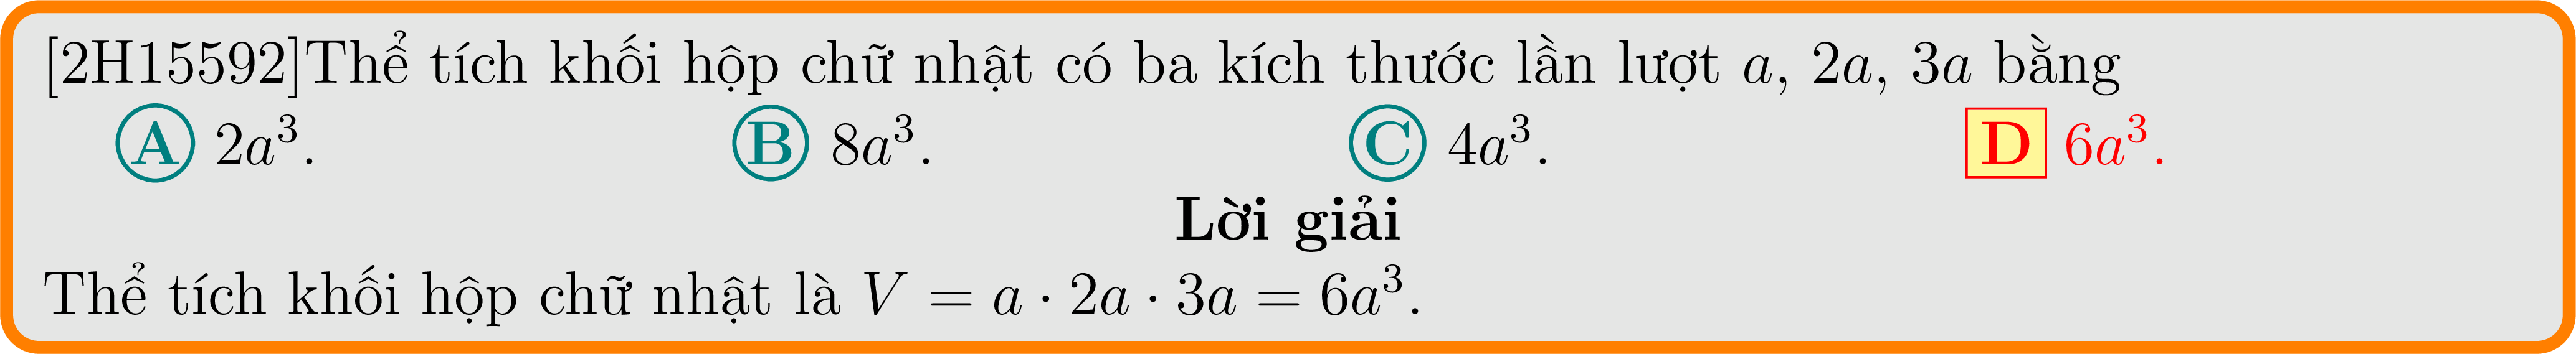 [2H15592]Thể tích khối hộp chữ nhật có ba kích thước lần lượt a, 2a, 3a bằng
A 2a³. B 8a³. C 4a³. D 6a³.
Lời giải
Thể tích khối hộp chữ nhật là V = a · 2a · 3a = 6a³.